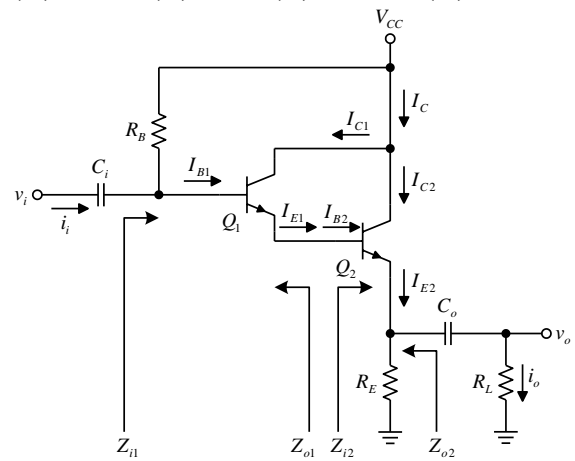 V_CC
I_C
I_C1
R_B
I_B1
C_i
I_C2
v_i
i_i
Q_1
I_E1
I_B2
Q_2
I_E2
C_o
v_o
R_E
R_L
i_o
Z_i1
Z_o1
Z_i2
Z_o2